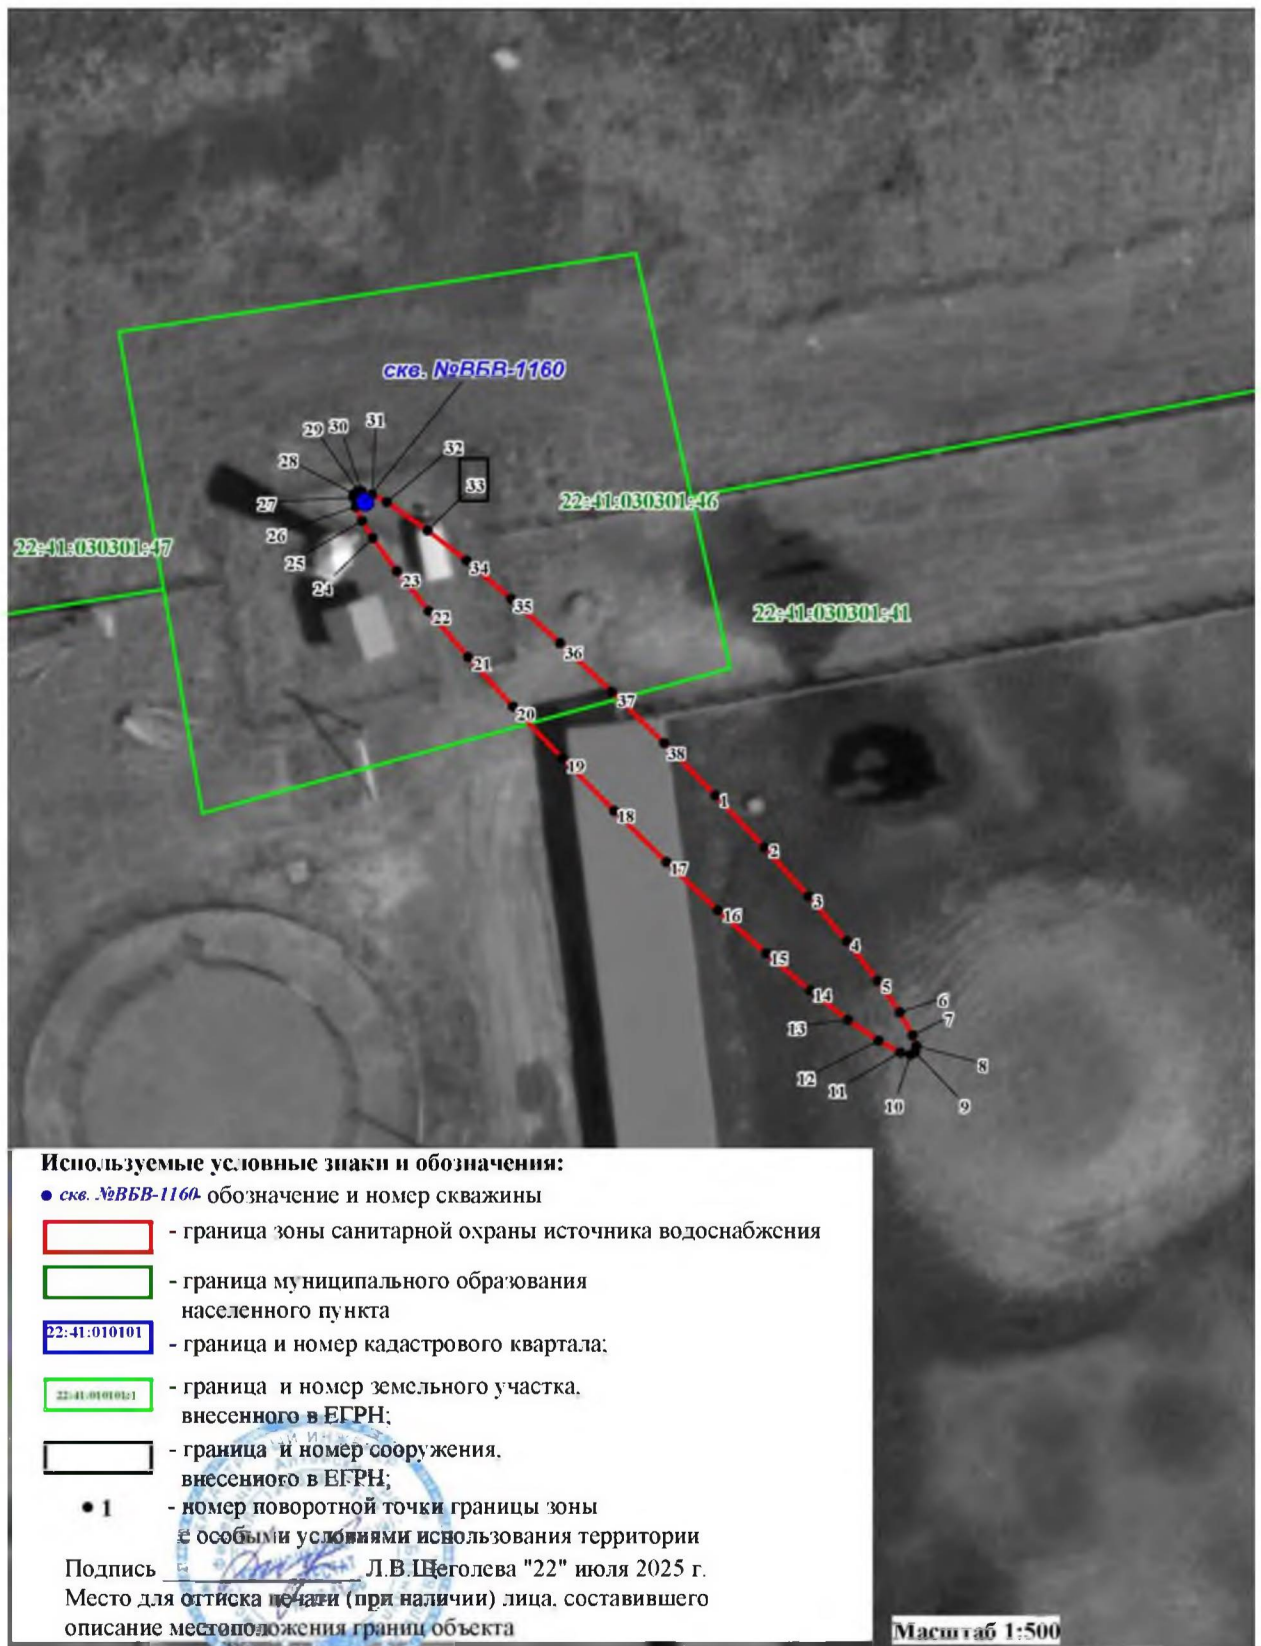 скв. №ВБВ-1160
31
29 30
32
28
33
27
22:41:030301:46
26
22:41:030301:47
25
34
24
23
35
22:41:030301:41
22
36
21
37
20
38
19
1
18
2
17
3
16
4
15
5
14
6
13
7
8
12
11
10
9
Используемые условные знаки и обозначения:
скв. №ВБВ-1160- обозначение и номер скважины
- граница зоны санитарной охраны источника водоснабжения
- граница муниципального образования
населенного пункта
22:41:010101
- граница и номер кадастрового квартала;
22:41:010101:1
- граница и номер земельного участка,
внесенного в ЕГРН;
- граница и номер сооружения,
внесенного в ЕГРН;
1 - номер поворотной точки границы зоны
с особыми условиями использования территории
Подпись Л.В.Щеголева "22" июля 2025 г.
Место для оттиска печати (при наличии) лица, составившего
описание местоположения границ объекта
Масштаб 1:500